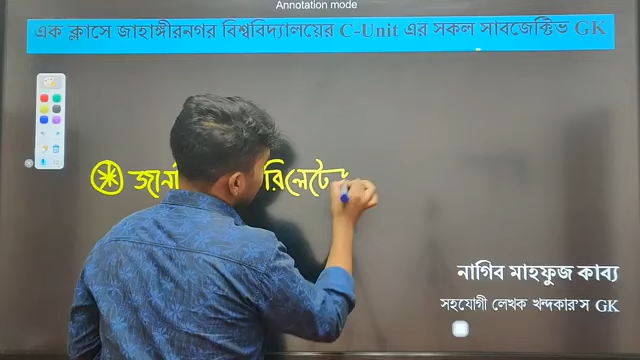 Annotation mode
এক ক্লাসে জাহাঙ্গীরনগর বিশ্ববিদ্যালয়ের C-Unit এর সকল সাবজেক্টিভ GK
রিলেটে
নাগিব মাহফুজ কাব্য
সহযোগী লেখক খন্দকার'স GK